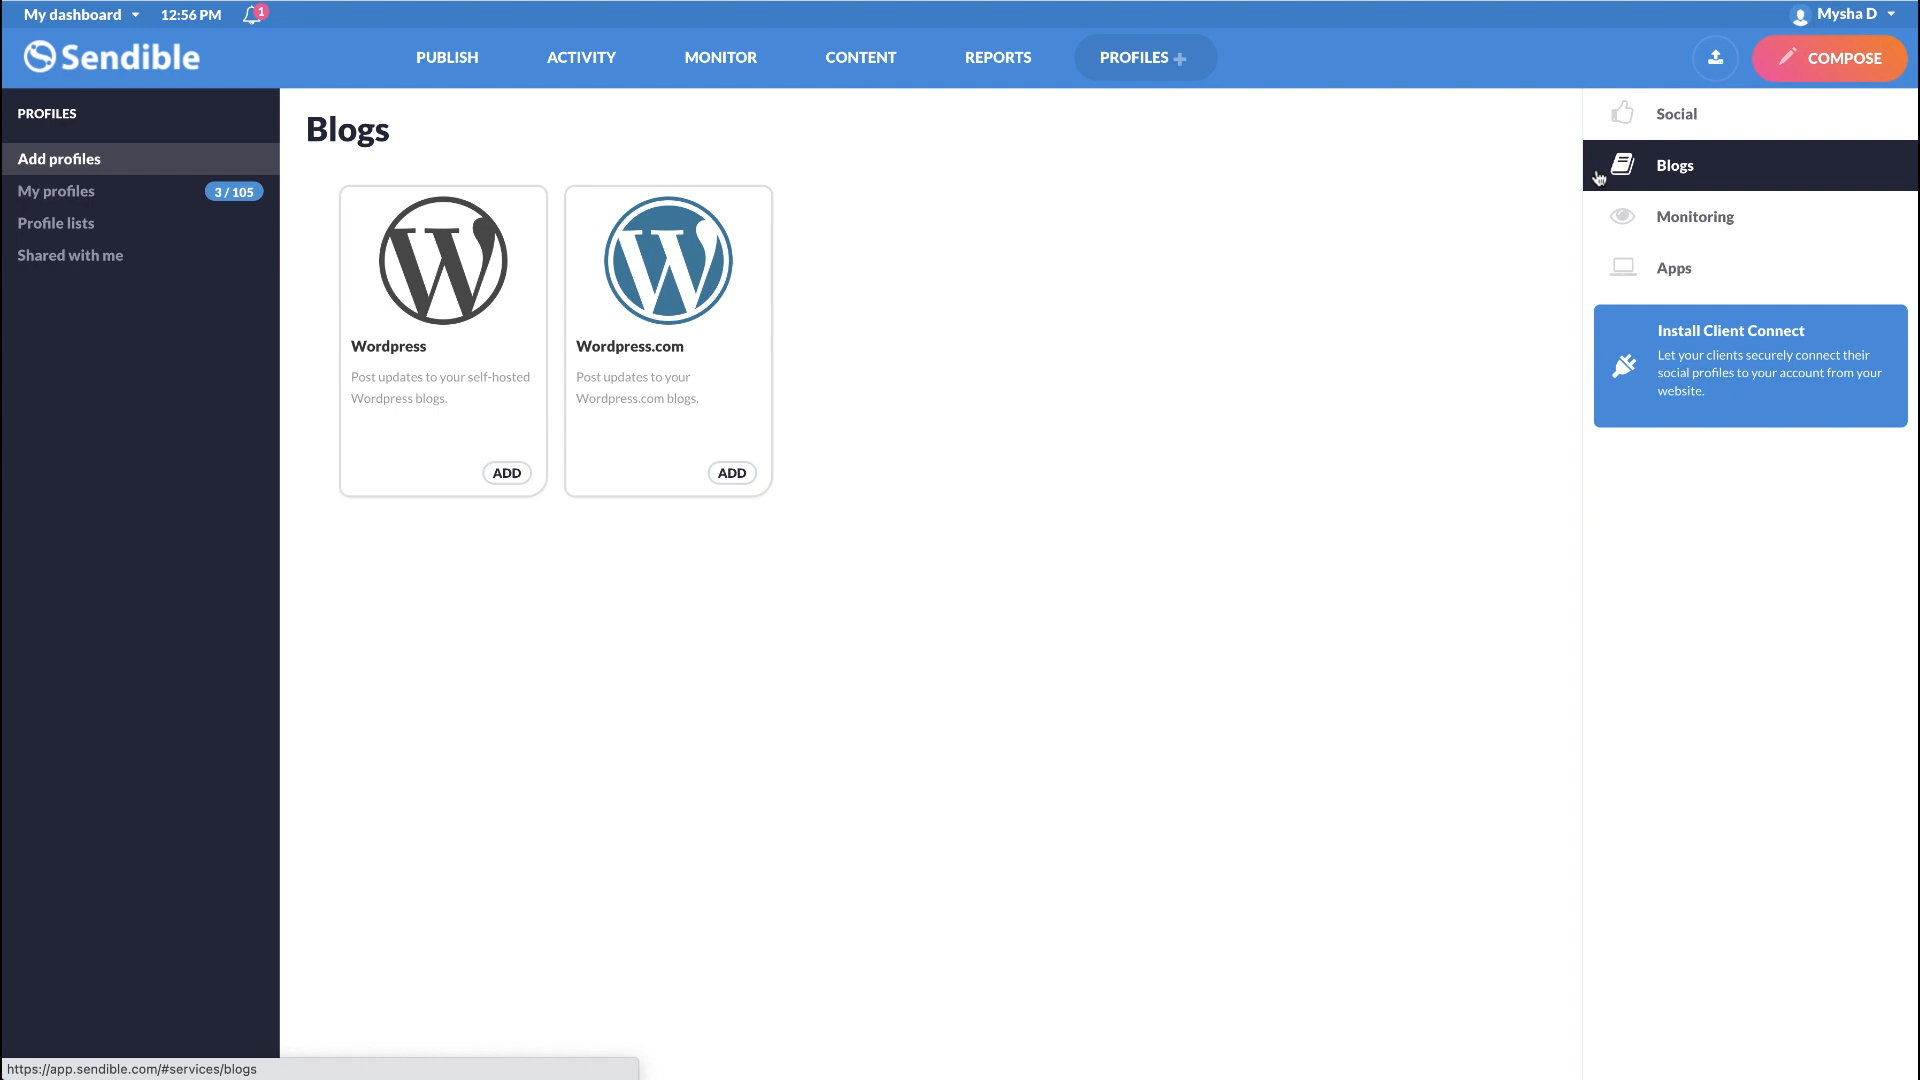 My dashboard
12:56 PM
1
Mysha D
Sendible
PUBLISH
ACTIVITY
MONITOR
CONTENT
REPORTS
PROFILES
COMPOSE
PROFILES
Add profiles
My profiles
3 / 105
Profile lists
Shared with me
Blogs
Wordpress
Post updates to your self-hosted
Wordpress blogs.
ADD
Wordpress.com
Post updates to your
Wordpress.com blogs.
ADD
Social
Blogs
Monitoring
Apps
Install Client Connect
Let your clients securely connect their
social profiles to your account from your
website.
https://app.sendible.com/#services/blogs